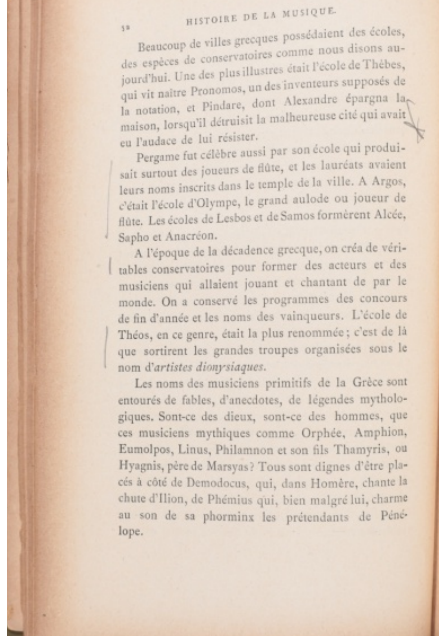 32
HISTOIRE DE LA MUSIQUE.
Beaucoup de villes grecques possédaient des écoles,
des espèces de conservatoires comme nous disons au-
jourd'hui. Une des plus illustres était l'école de Thèbes,
qui vit naître Pronomos, un des inventeurs supposés de
la notation, et Pindare, dont Alexandre épargna la
maison, lorsqu'il détruisit la malheureuse cité qui avait
eu l'audace de lui résister.
Pergame fut célèbre aussi par son école qui produi-
sait surtout des joueurs de flûte, et les lauréats avaient
leurs noms inscrits dans le temple de la ville. A Argos,
c'était l'école d'Olympe, le grand aulode ou joueur de
flûte. Les écoles de Lesbos et de Samos formèrent Alcée,
Sapho et Anacréon.
A l'époque de la décadence grecque, on créa de véri-
tables conservatoires pour former des acteurs et des
musiciens qui allaient jouant et chantant de par le
monde. On a conservé les programmes des concours
de fin d'année et les noms des vainqueurs. L'école de
Théos, en ce genre, était la plus renommée ; c'est de là
que sortirent les grandes troupes organisées sous le
nom d'artistes dionysiaques.
Les noms des musiciens primitifs de la Grèce sont
entourés de fables, d'anecdotes, de légendes mytholo-
giques. Sont-ce des dieux, sont-ce des hommes, que
ces musiciens mythiques comme Orphée, Amphion,
Eumolpos, Linus, Philamnon et son fils Thamyris, ou
Hyagnis, père de Marsyas ? Tous sont dignes d'être pla-
cés à côté de Demodocus, qui, dans Homère, chante la
chute d'Ilion, de Phémius qui, bien malgré lui, charme
au son de sa phorminx les prétendants de Péné-
lope.